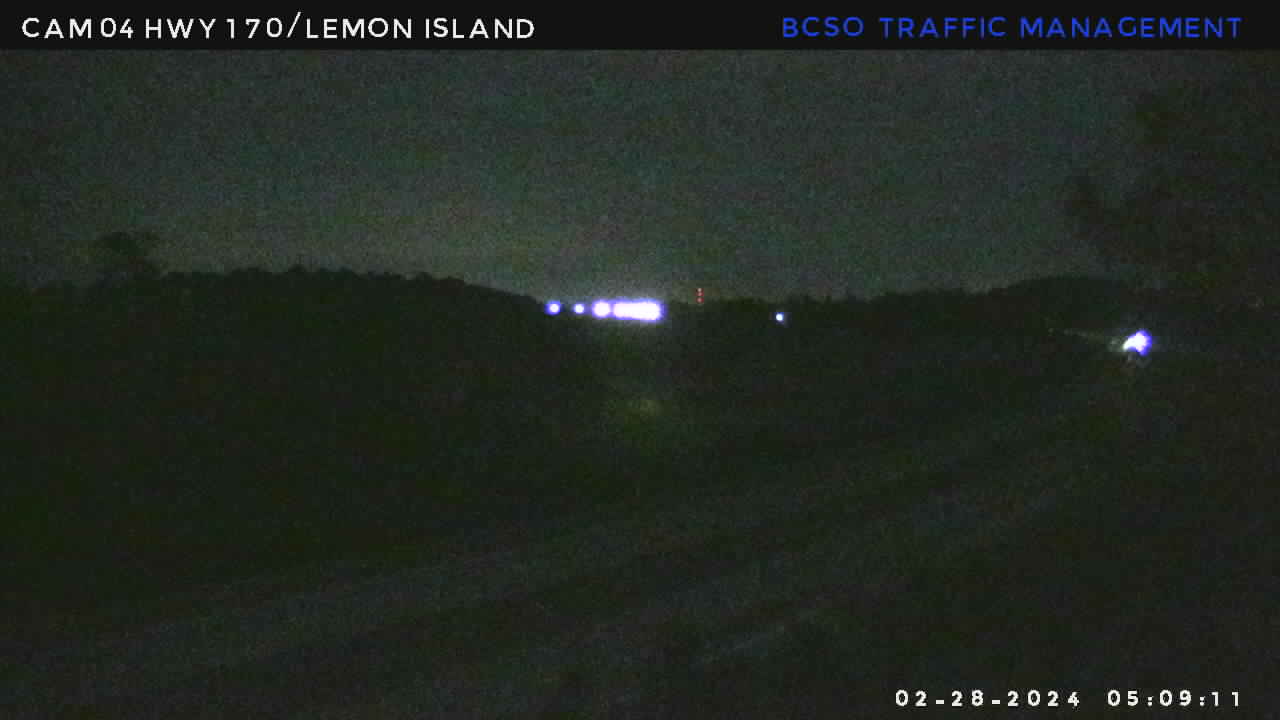 CAM04 HWY 170/LEMON ISLAND
BCSO TRAFFIC MANAGEMENT
02-28-2024 05:09:11